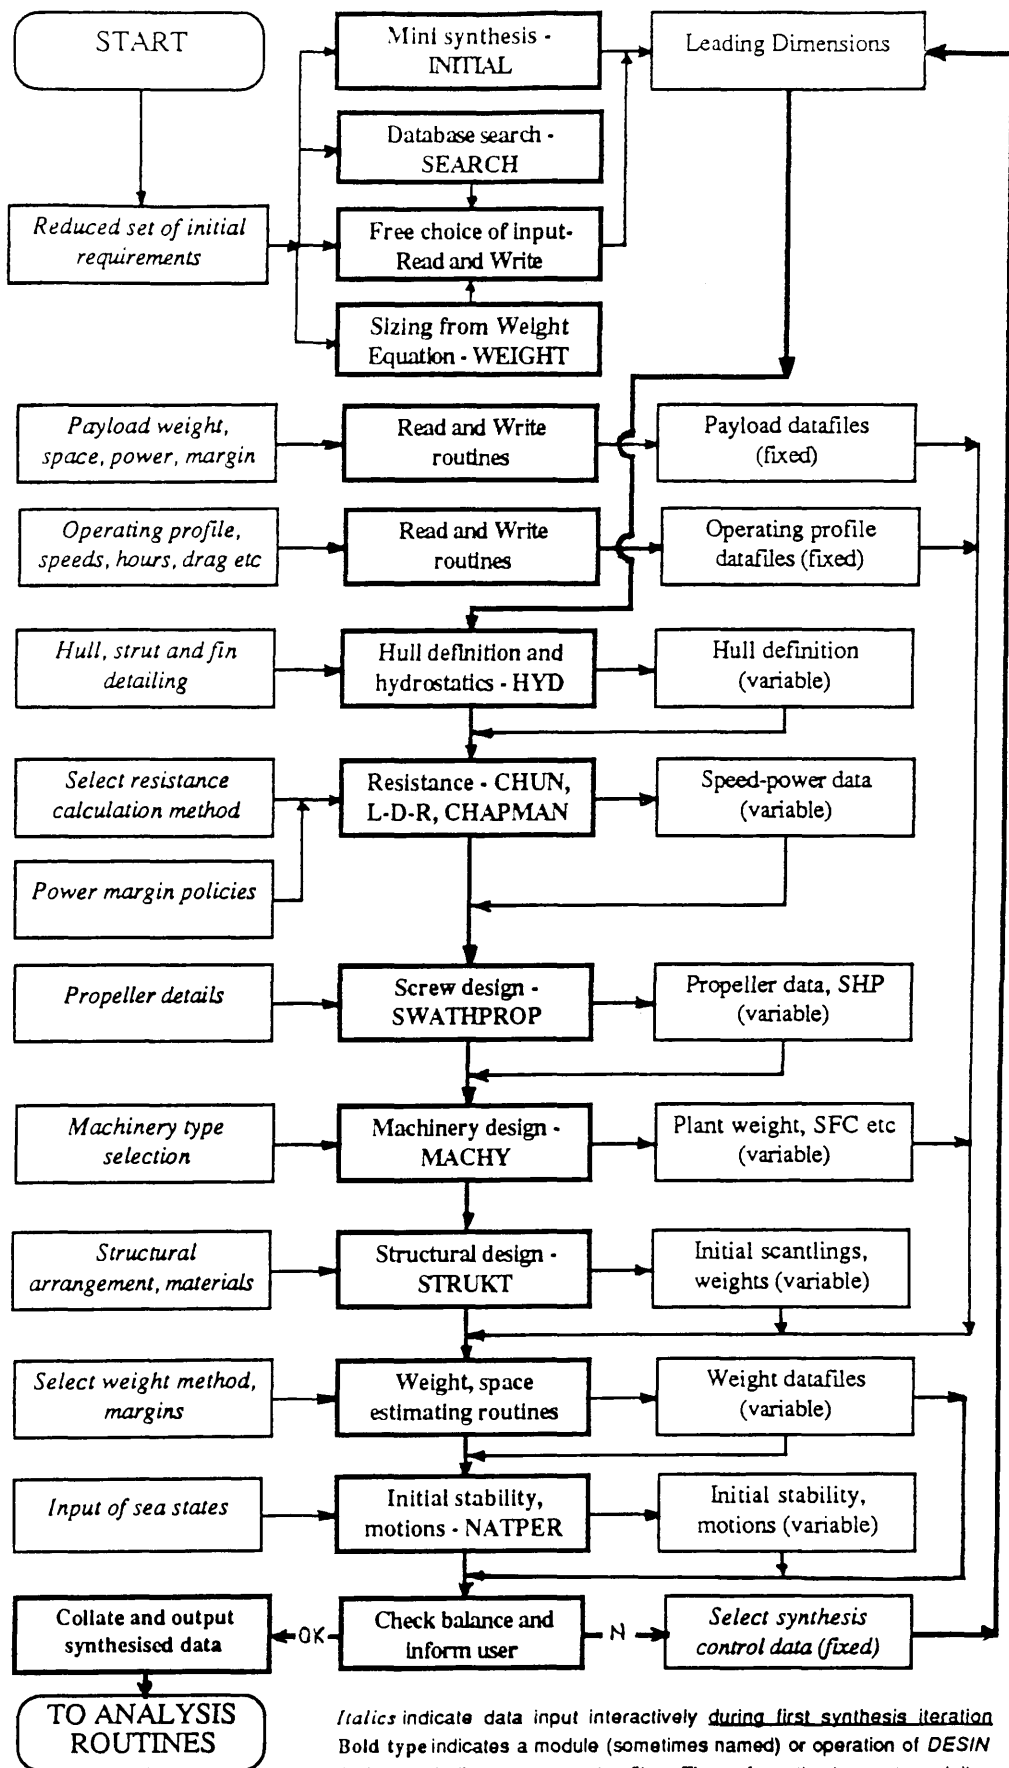 START
Mini synthesis -
INITIAL
Leading Dimensions
Database search -
SEARCH
Reduced set of initial
requirements
Free choice of input-
Read and Write
Sizing from Weight
Equation - WEIGHT
Payload weight,
space, power, margin
Read and Write
routines
Payload datafiles
(fixed)
Operating profile,
speeds, hours, drag etc
Read and Write
routines
Operating profile
datafiles (fixed)
Hull, strut and fin
detailing
Hull definition and
hydrostatics - HYD
Hull definition
(variable)
Select resistance
calculation method
Resistance - CHUN,
L-D-R, CHAPMAN
Speed-power data
(variable)
Power margin policies
Propeller details
Screw design -
SWATHPROP
Propeller data, SHP
(variable)
Machinery type
selection
Machinery design -
MACHY
Plant weight, SFC etc
(variable)
Structural
arrangement, materials
Structural design -
STRUKT
Initial scantlings,
weights (variable)
Select weight method,
margins
Weight, space
estimating routines
Weight datafiles
(variable)
Input of sea states
Initial stability,
motions - NATPER
Initial stability,
motions (variable)
Collate and output
synthesised data
OK
Check balance and
inform user
N
Select synthesis
control data (fixed)
TO ANALYSIS
ROUTINES
Italics indicate data input interactively during first synthesis iteration
Bold type indicates a module (sometimes named) or operation of DESIN